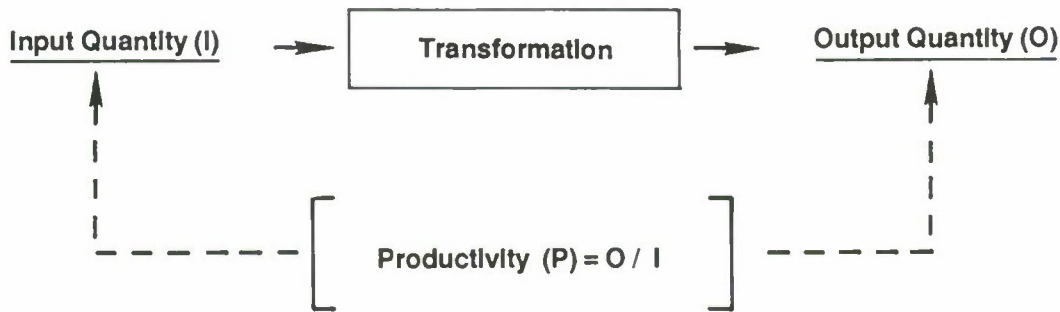 Input Quantity (I)
Transformation
Output Quantity (O)
Productivity (P) = O / I